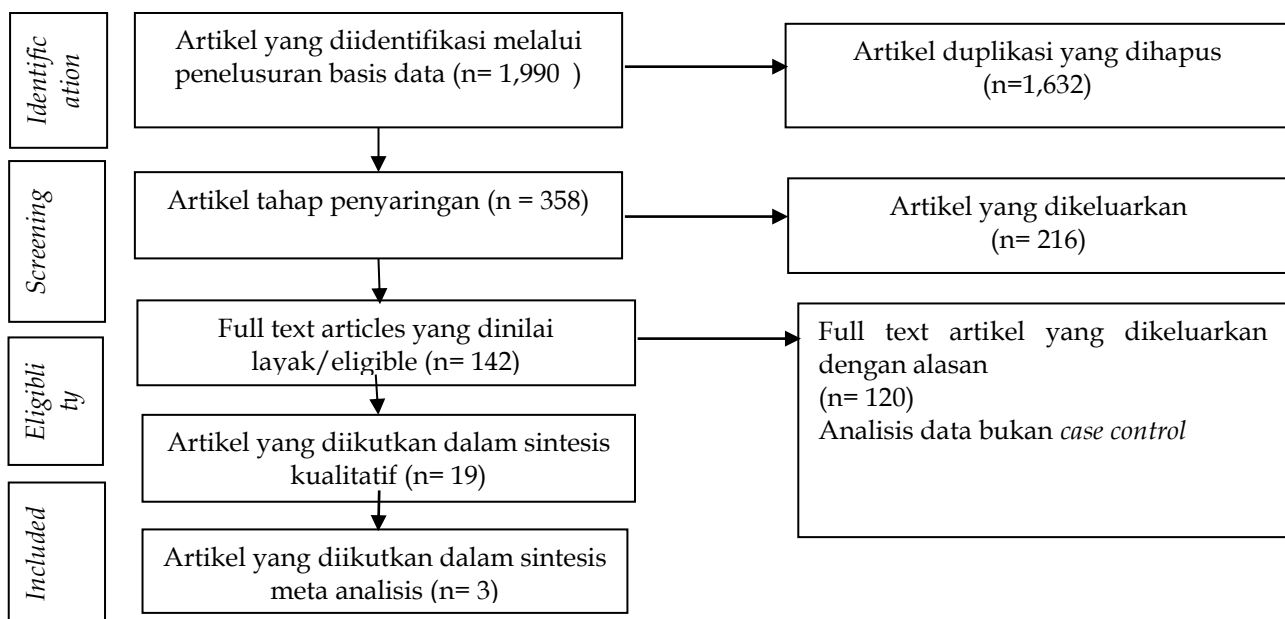 Identific
ation
Artikel yang diidentifikasi melalui
penelusuran basis data (n= 1,990 )
Artikel duplikasi yang dihapus
(n=1,632)
Screening
Artikel tahap penyaringan (n = 358)
Artikel yang dikeluarkan
(n= 216)
Eligibli
ty
Full text articles yang dinilai
layak/eligible (n= 142)
Full text artikel yang dikeluarkan
dengan alasan
(n= 120)
Analisis data bukan case control
Artikel yang diikutkan dalam sintesis
kualitatif (n= 19)
Included
Artikel yang diikutkan dalam sintesis
meta analisis (n= 3)